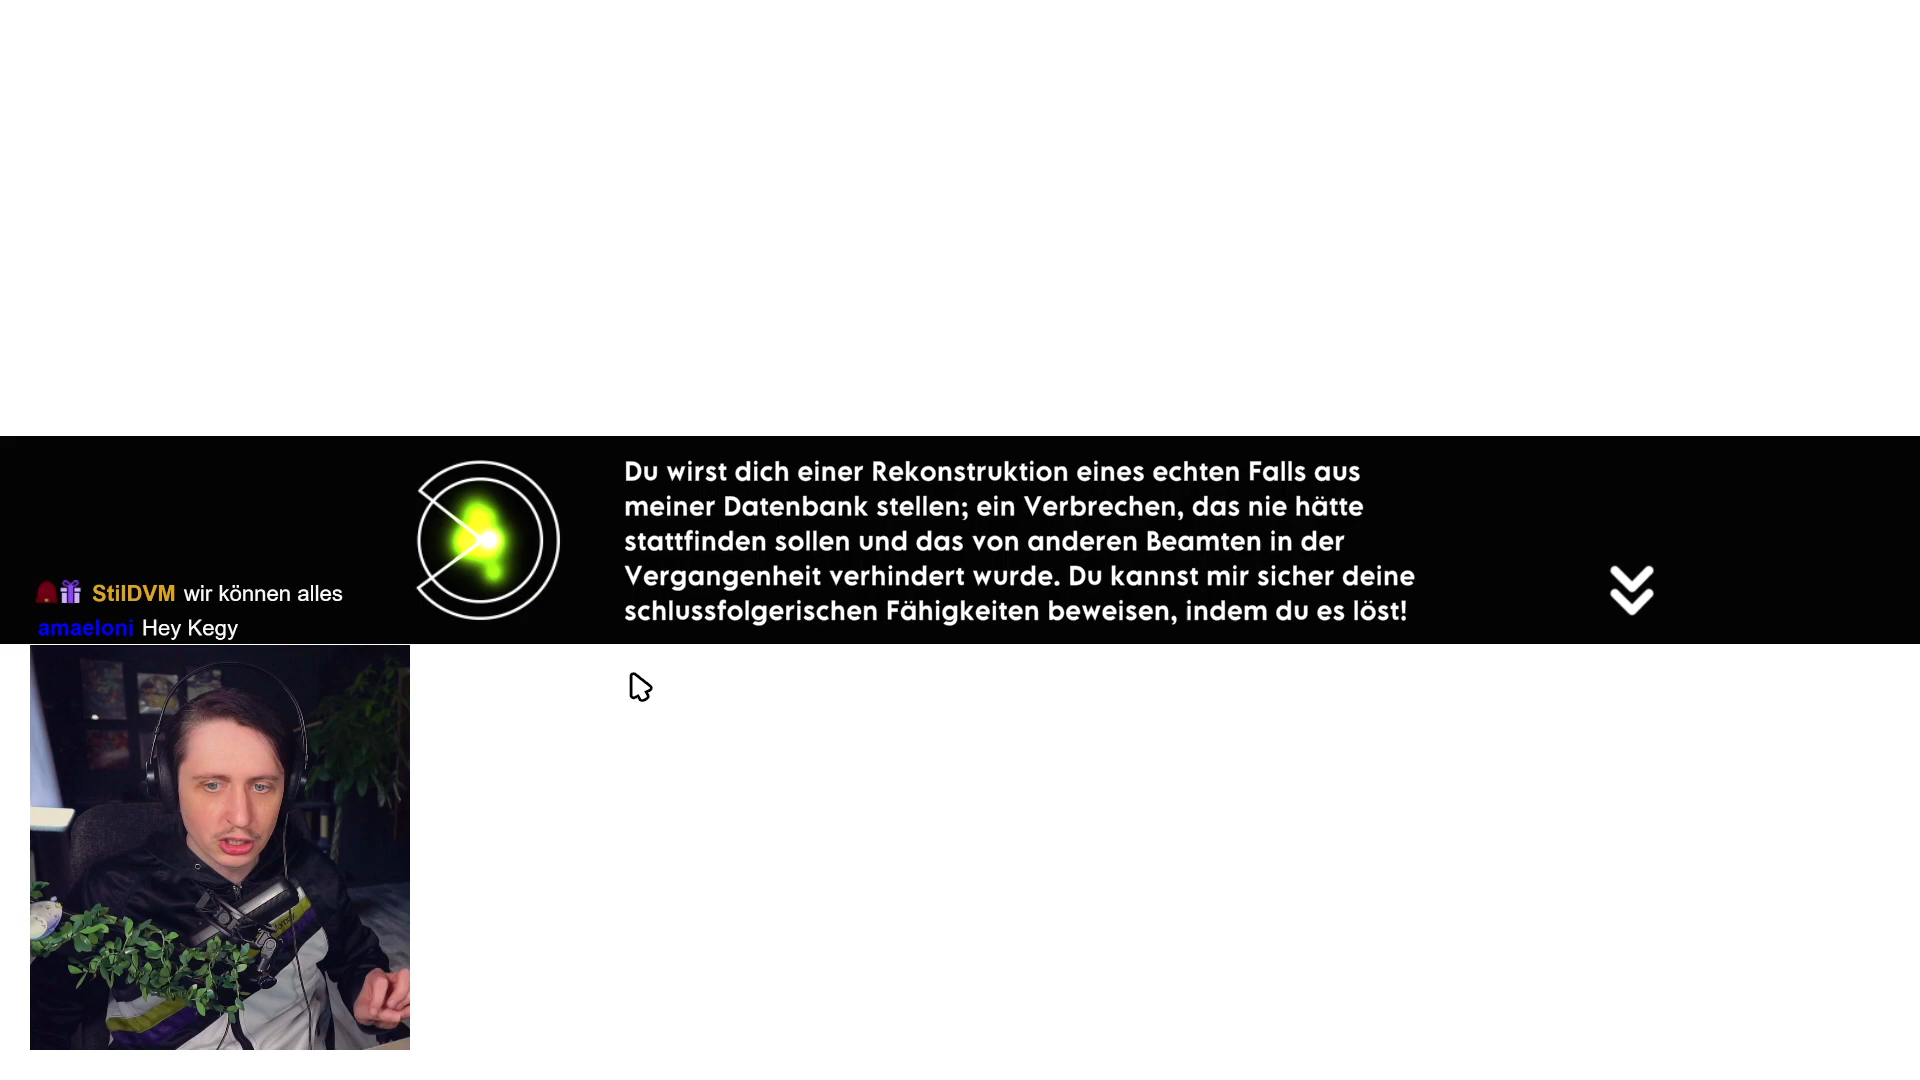 Du wirst dich einer Rekonstruktion eines echten Falls aus
meiner Datenbank stellen; ein Verbrechen, das nie hätte
stattfinden sollen und das von anderen Beamten in der
Vergangenheit verhindert wurde. Du kannst mir sicher deine
schlussfolgerischen Fähigkeiten beweisen, indem du es löst!
StilDVM wir können alles
amaeloni Hey Kegy